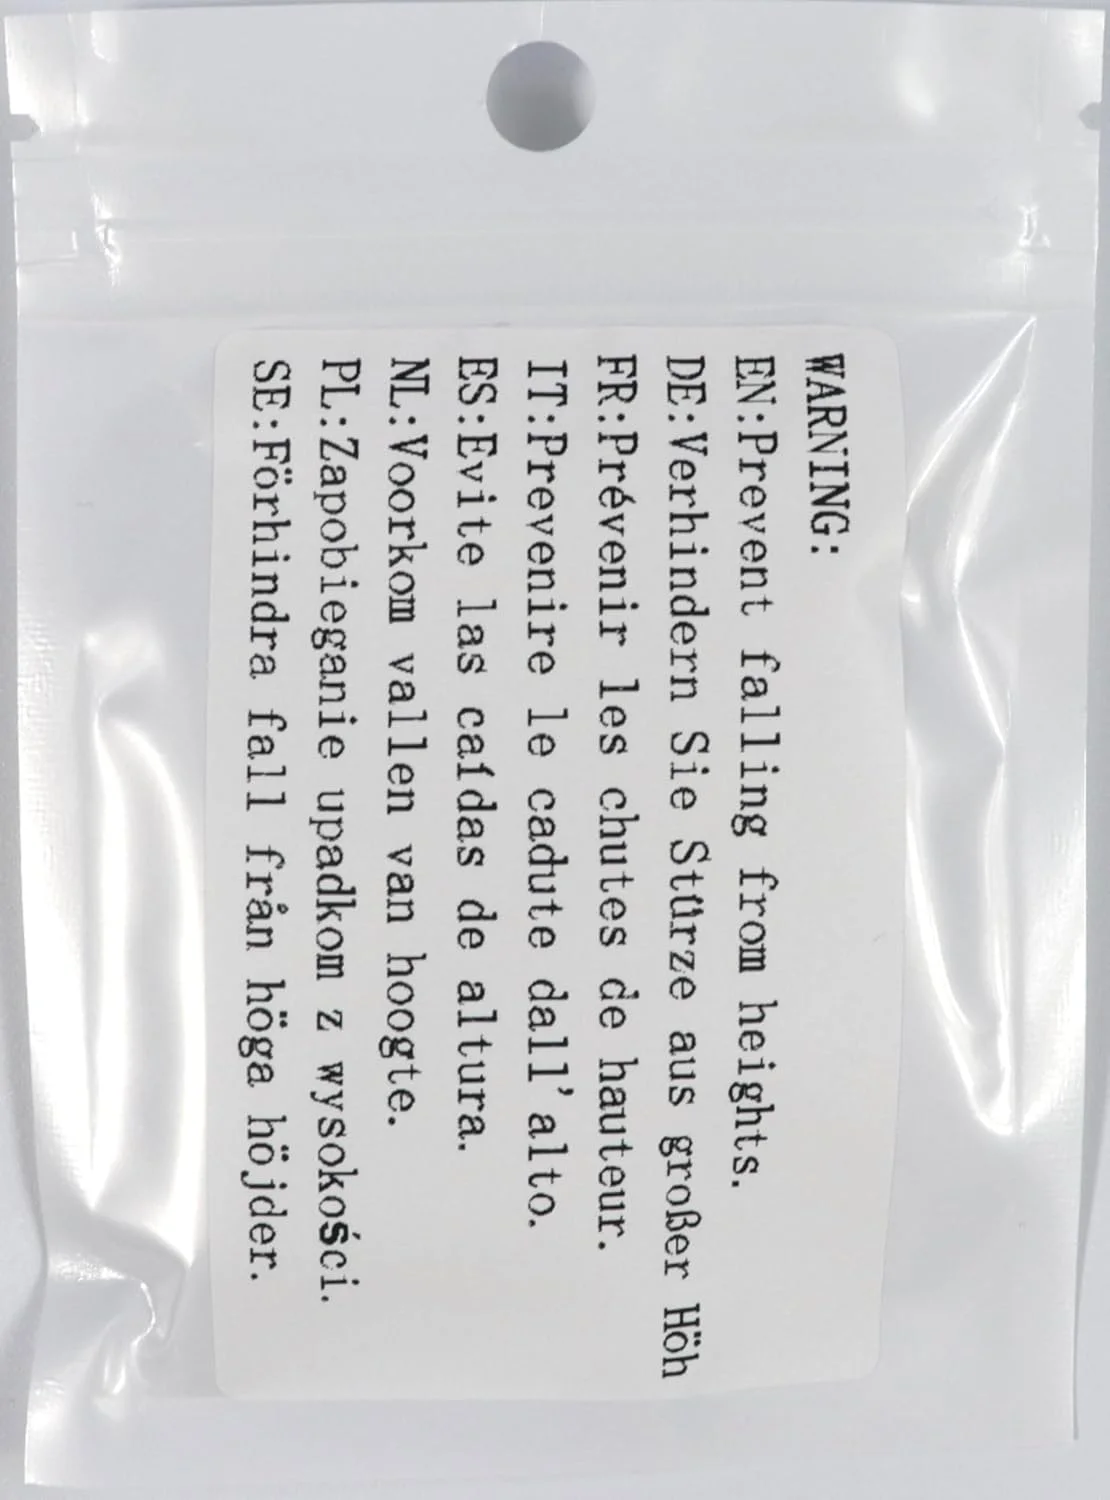 WARNING:
EN:Prevent falling from heights.
DE:Verhindern Sie Stürze aus großer Höh
FR:Prévenir les chutes de hauteur.
IT:Prevenire le cadute dall'alto.
ES:Evite las caídas de altura.
NL:Voorkom vallen van hoogte.
PL:Zapobieganie upadkom z wysokości.
SE:Förhindra fall från höga höjder.